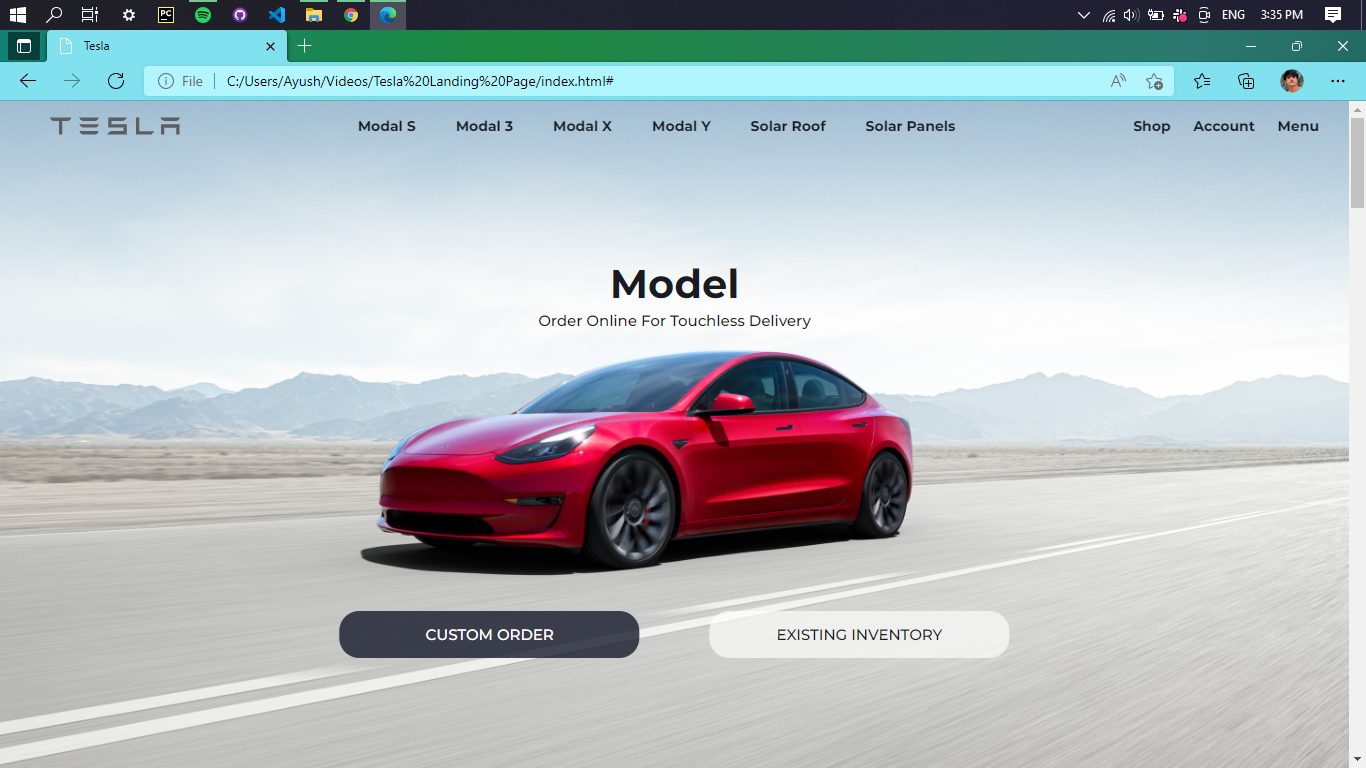 PC
ENG 3:35 PM
Tesla
File C:/Users/Ayush/Videos/Tesla%20Landing%20Page/index.html#
TESLA Modal S Modal 3 Modal X Modal Y Solar Roof Solar Panels Shop Account Menu
Model
Order Online For Touchless Delivery
CUSTOM ORDER EXISTING INVENTORY